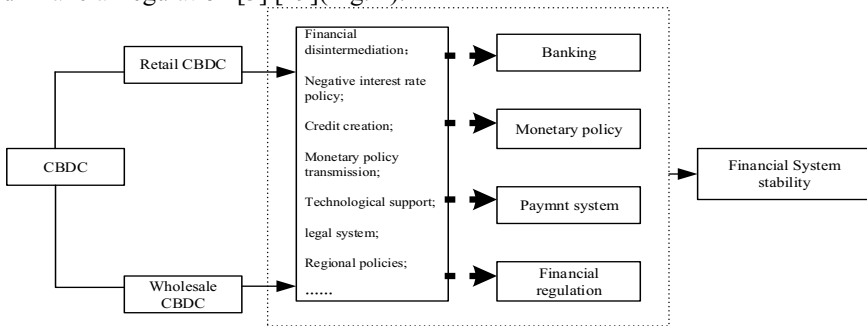 regulation
Financial
disintermediation;
Negative interest rate
policy;
Credit creation;
Monetary policy
transmission;
Technological support;
legal system;
Regional policies;
......
Retail CBDC
CBDC
Wholesale
CBDC
Banking
Monetary policy
Paymnt system
Financial
regulation
Financial System
stability